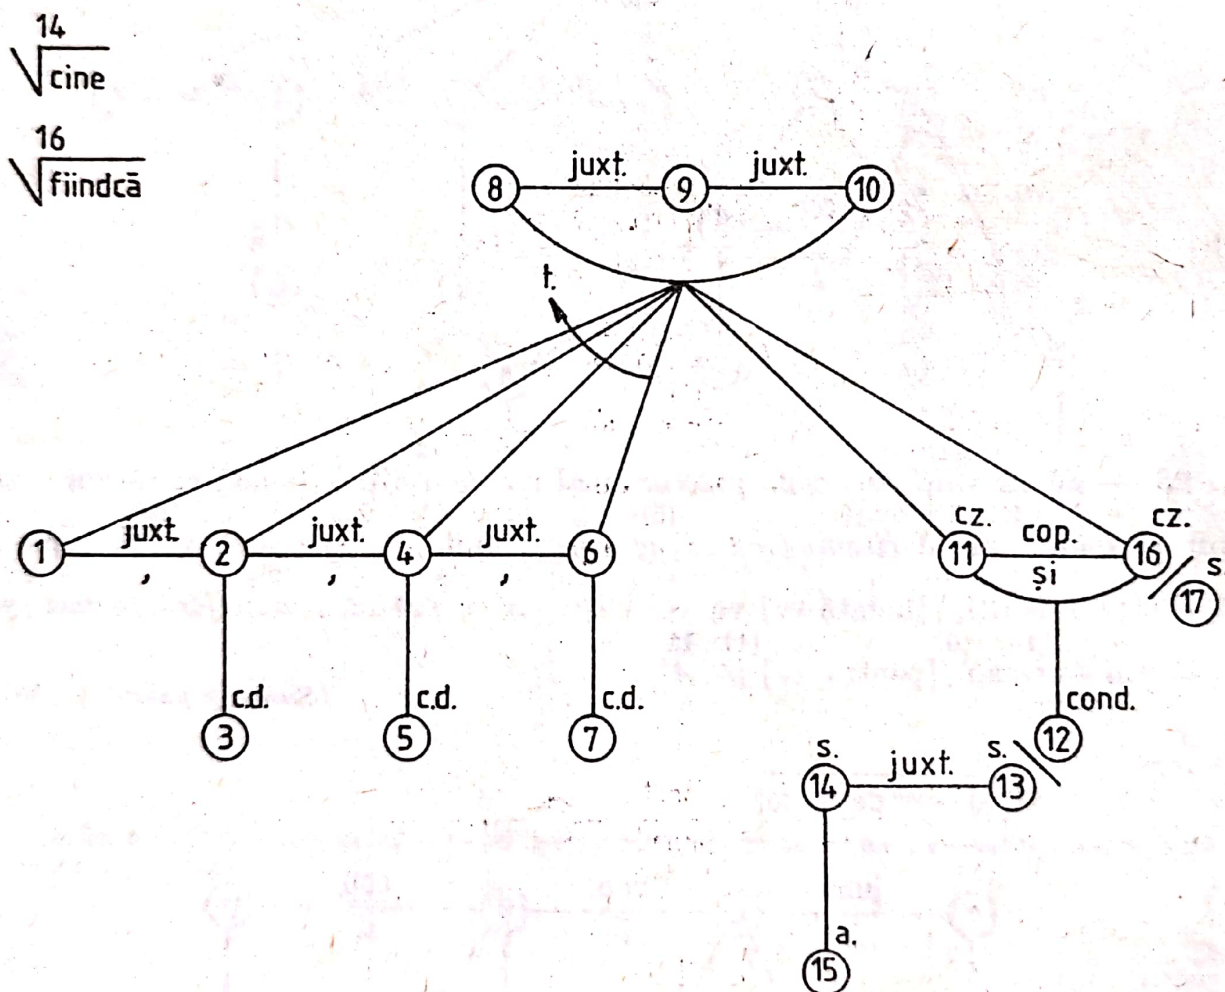 14
cine
16
fiindcă
8 juxt. 9 juxt. 10
t.
1 juxt. , 2 juxt. , 4 juxt. , 6
cz. 11 cop. și cz. 16
s. 17
c.d. 3
c.d. 5
c.d. 7
cond. 12
s. 14 juxt. s. 13
a. 15